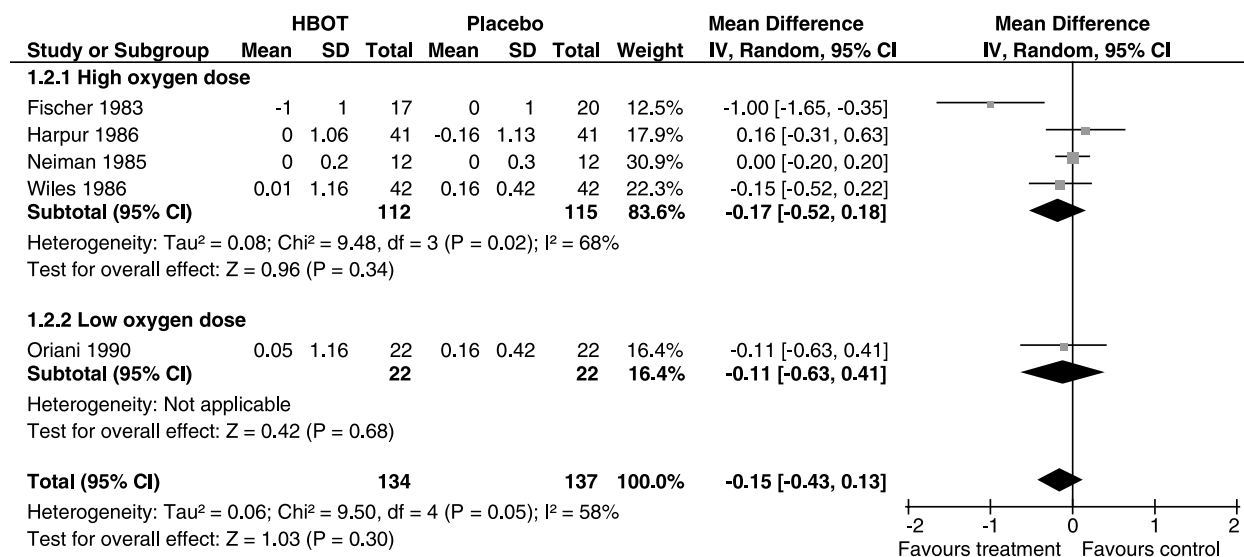 HBOT Placebo Mean Difference Mean Difference
Study or Subgroup Mean SD Total Mean SD Total Weight IV, Random, 95% CI IV, Random, 95% CI
1.2.1 High oxygen dose
Fischer 1983 -1 1 17 0 1 20 12.5% -1.00 [-1.65, -0.35]
Harpur 1986 0 1.06 41 -0.16 1.13 41 17.9% 0.16 [-0.31, 0.63]
Neiman 1985 0 0.2 12 0 0.3 12 30.9% 0.00 [-0.20, 0.20]
Wiles 1986 0.01 1.16 42 0.16 0.42 42 22.3% -0.15 [-0.52, 0.22]
Subtotal (95% CI) 112 115 83.6% -0.17 [-0.52, 0.18]
Heterogeneity: Tau² = 0.08; Chi² = 9.48, df = 3 (P = 0.02); I² = 68%
Test for overall effect: Z = 0.96 (P = 0.34)
1.2.2 Low oxygen dose
Oriani 1990 0.05 1.16 22 0.16 0.42 22 16.4% -0.11 [-0.63, 0.41]
Subtotal (95% CI) 22 22 16.4% -0.11 [-0.63, 0.41]
Heterogeneity: Not applicable
Test for overall effect: Z = 0.42 (P = 0.68)
Total (95% CI) 134 137 100.0% -0.15 [-0.43, 0.13]
Heterogeneity: Tau² = 0.06; Chi² = 9.50, df = 4 (P = 0.05); I² = 58%
Test for overall effect: Z = 1.03 (P = 0.30)
-2 -1 0 1 2
Favours treatment Favours control